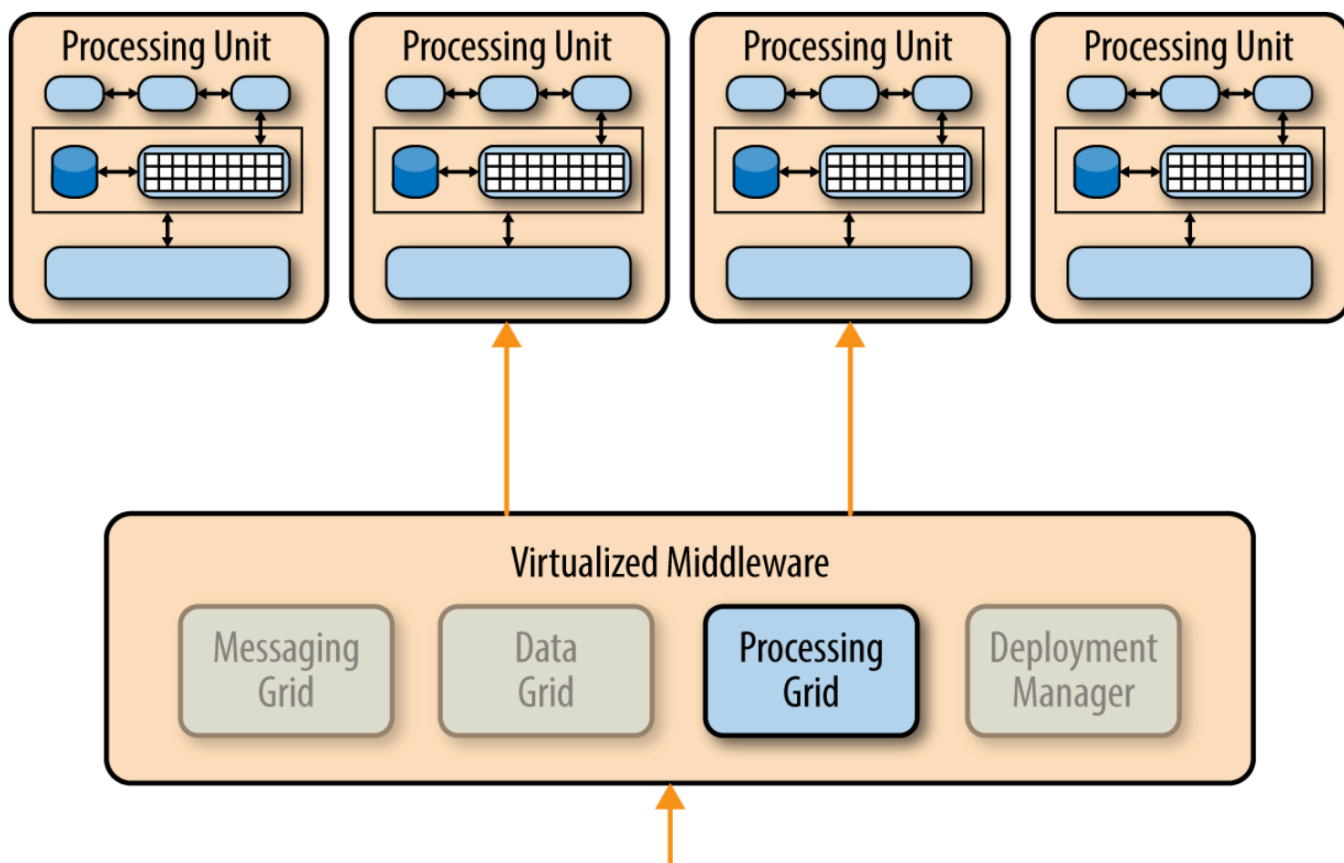 Processing Unit
Processing Unit
Processing Unit
Processing Unit
Virtualized Middleware
Messaging
Grid
Data
Grid
Processing
Grid
Deployment
Manager